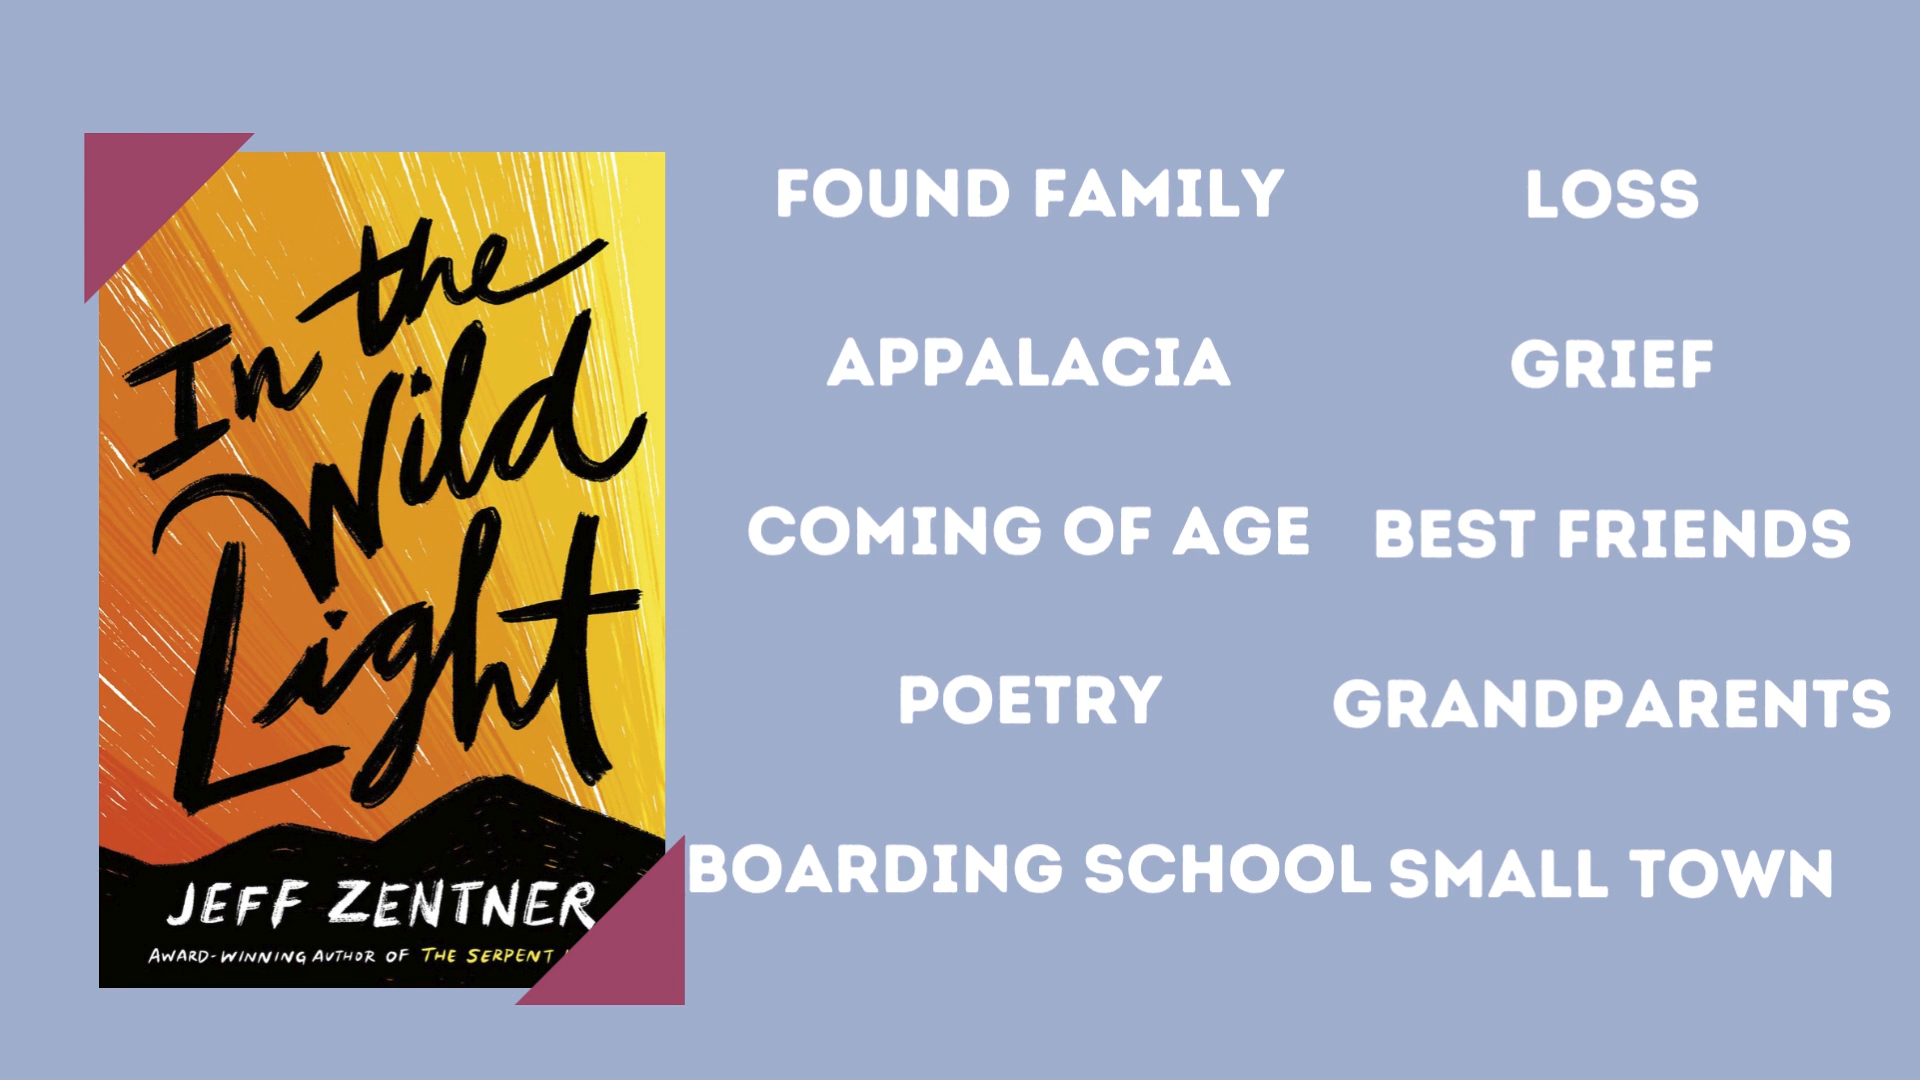 In the
Wild
Light
JEFF ZENTNER
AWARD-WINNING AUTHOR OF THE SERPENT
FOUND FAMILY
APPALACIA
COMING OF AGE
POETRY
BOARDING SCHOOL
LOSS
GRIEF
BEST FRIENDS
GRANDPARENTS
SMALL TOWN